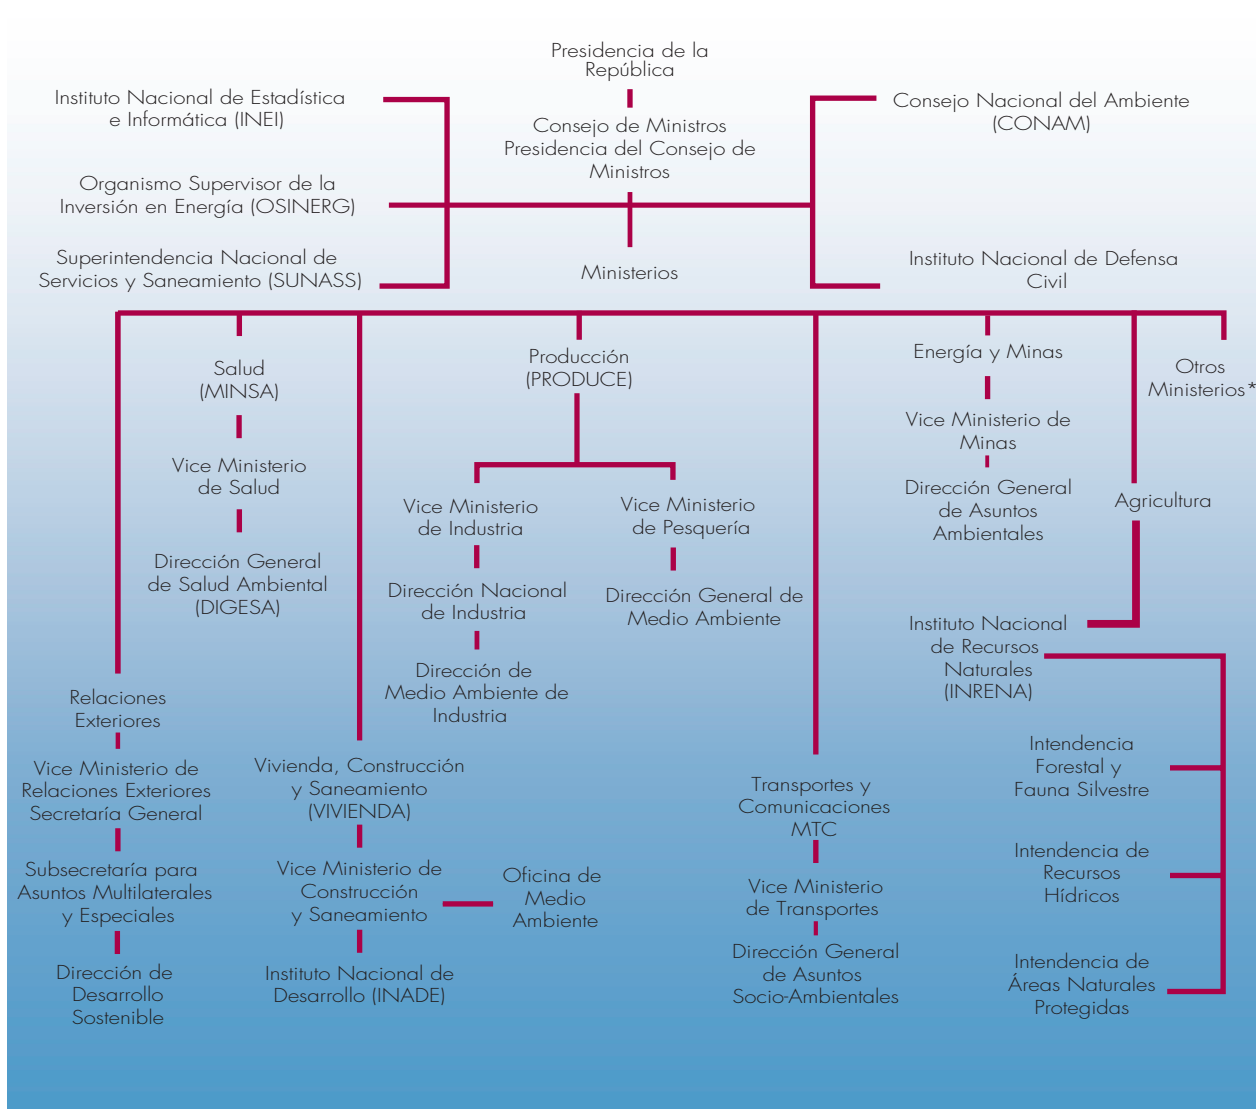 Presidencia de la
República
Instituto Nacional de Estadística
e Informática (INEI)
Consejo de Ministros
Presidencia del Consejo de
Ministros
Consejo Nacional del Ambiente
(CONAM)
Organismo Supervisor de la
Inversión en Energía (OSINERG)
Superintendencia Nacional de
Servicios y Saneamiento (SUNASS)
Ministerios
Instituto Nacional de Defensa
Civil
Salud
(MINSA)
Producción
(PRODUCE)
Energía y Minas
Otros
Ministerios*
Vice Ministerio
de Salud
Vice Ministerio de
Minas
Vice Ministerio
de Industria
Vice Ministerio
de Pesquería
Dirección General
de Asuntos
Ambientales
Agricultura
Dirección General
de Salud Ambiental
(DIGESA)
Dirección Nacional
de Industria
Dirección General de
Medio Ambiente
Instituto Nacional
de Recursos
Naturales
(INRENA)
Dirección de
Medio Ambiente de
Industria
Relaciones
Exteriores
Vice Ministerio de
Relaciones Exteriores
Secretaría General
Vivienda, Construcción
y Saneamiento
(VIVIENDA)
Transportes y
Comunicaciones
MTC
Intendencia
Forestal y
Fauna Silvestre
Subsecretaría para
Asuntos Multilaterales
y Especiales
Vice Ministerio de
Construcción
y Saneamiento
Oficina de
Medio
Ambiente
Vice Ministerio
de Transportes
Intendencia de
Recursos
Hídricos
Dirección de
Desarrollo
Sostenible
Instituto Nacional de
Desarrollo (INADE)
Dirección General
de Asuntos
Socio-Ambientales
Intendencia de
Áreas Naturales
Protegidas